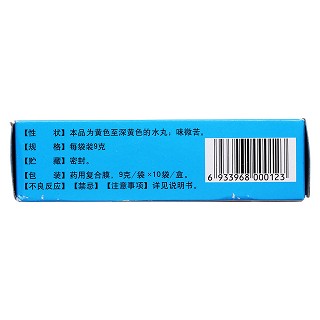 【性 状】本品为黄色至深黄色的水丸；味微苦。
【规 格】每袋装9克
【贮 藏】密封。
【包 装】药用复合膜，9克/袋×10袋/盒。
【不良反应】【禁忌】【注意事项】详见说明书。
6 933968 000123